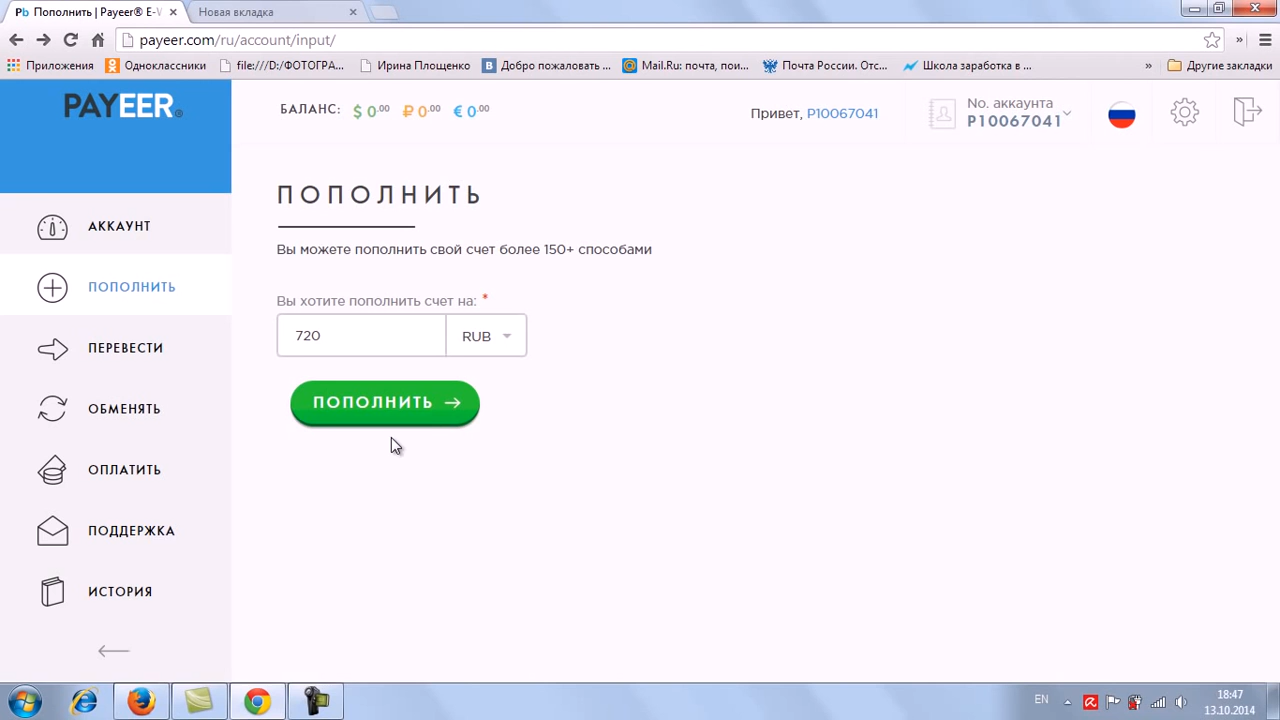 Pb Пополнить | Payeer® E-V
Новая вкладка
payeer.com/ru/account/input/
Приложения
Одноклассники
file:///D:/ФОТОГРА...
Ирина Площенко
Добро пожаловать ...
Mail.Ru: почта, пои...
Почта России. Отс...
Школа заработка в ...
»
Другие закладки
PAYEER®
БАЛАНС: $ 0.00 ₽ 0.00 € 0.00
Привет, P10067041
No. аккаунта
P10067041
ПОПОЛНИТЬ
Вы можете пополнить свой счет более 150+ способами
Вы хотите пополнить счет на: *
720
RUB
ПОПОЛНИТЬ →
АККАУНТ
ПОПОЛНИТЬ
ПЕРЕВЕСТИ
ОБМЕНЯТЬ
ОПЛАТИТЬ
ПОДДЕРЖКА
ИСТОРИЯ
EN
18:47
13.10.2014